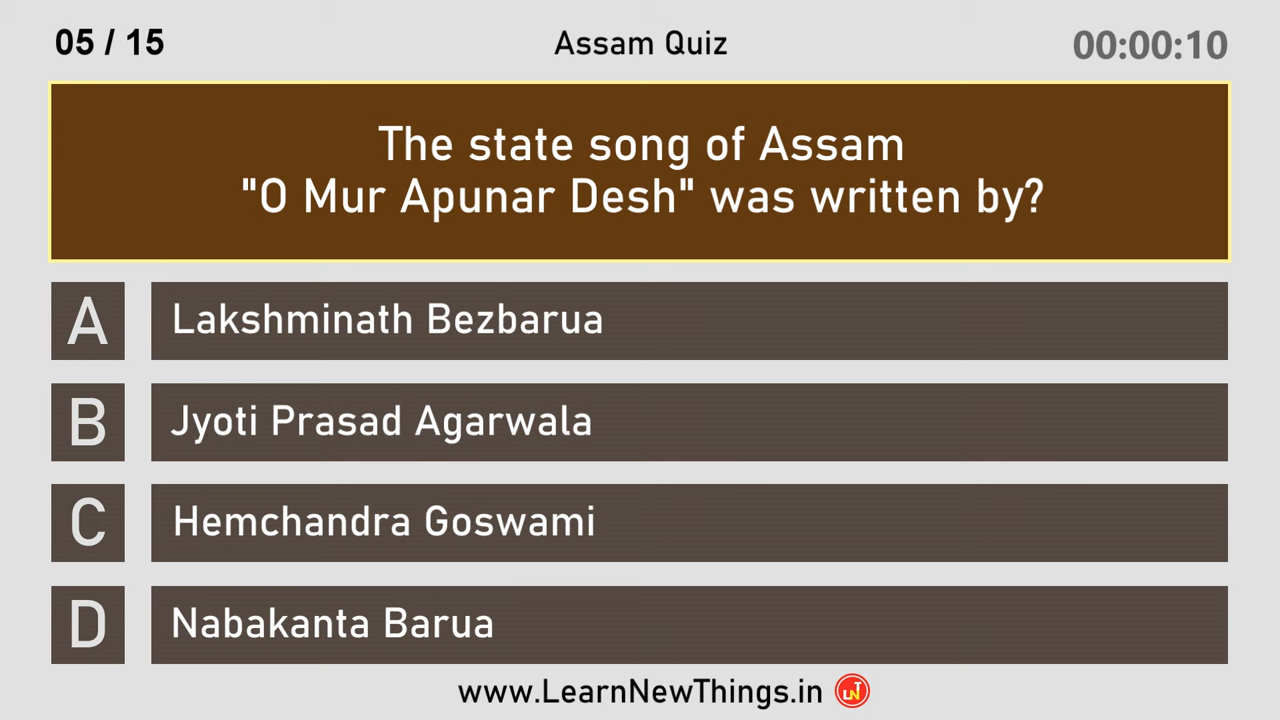 05 / 15
Assam Quiz
00:00:10
The state song of Assam
"O Mur Apunar Desh" was written by?
A
Lakshminath Bezbarua
B
Jyoti Prasad Agarwala
C
Hemchandra Goswami
D
Nabakanta Barua
www.LearnNewThings.in
LNT